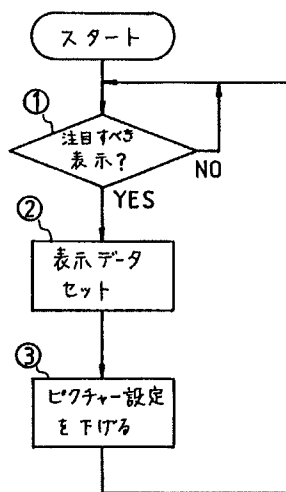 スタート
①
注目すべき
表示?
NO
YES
②
表示データ
セット
③
ピクチャー設定
を下げる